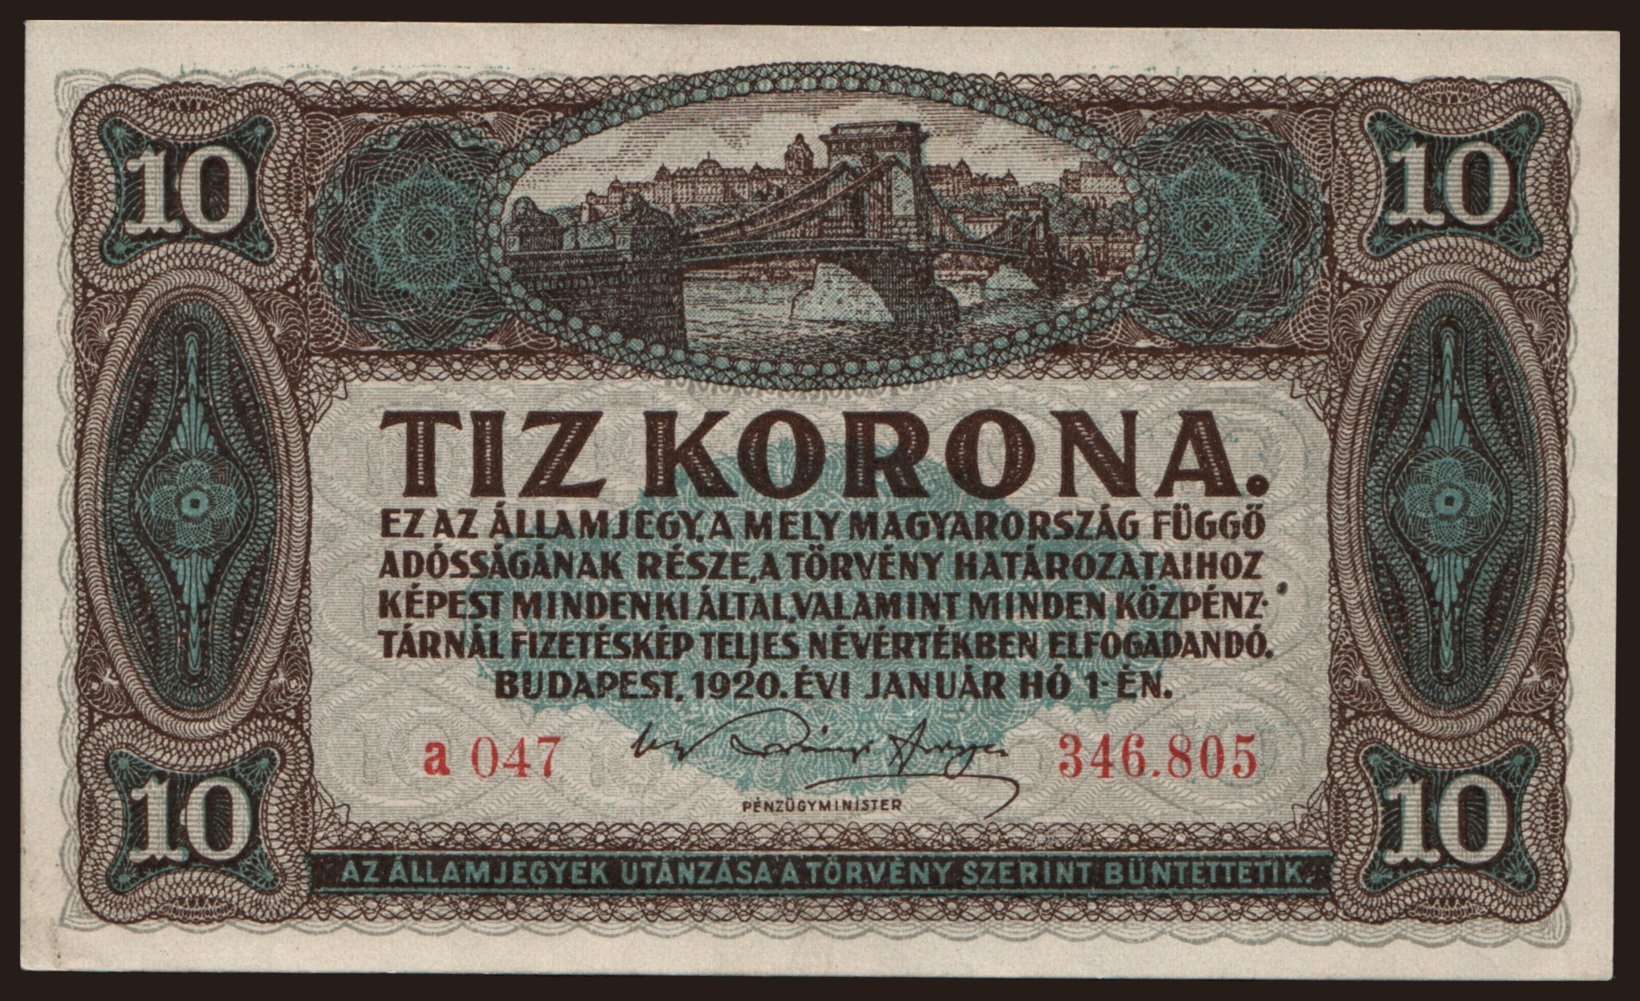 10 10
TIZ KORONA.
EZ AZ ÁLLAMJEGY, A MELY MAGYARORSZÁG FÜGGŐ
ADÓSSÁGÁNAK RÉSZE, A TÖRVÉNY HATÁROZATAIHOZ
KÉPEST MINDENKI ÁLTAL, VALAMINT MINDEN KÖZPÉNZ-
TÁRNÁL FIZETÉSKÉP TELJES NÉVÉRTÉKBEN ELFOGADANDÓ.
BUDAPEST, 1920. ÉVI JANUÁR HÓ 1-ÉN.
a 047 346.805
PÉNZÜGYMINISTER
10 10
AZ ÁLLAMJEGYEK UTÁNZÁSA A TÖRVÉNY SZERINT BÜNTETTETIK.